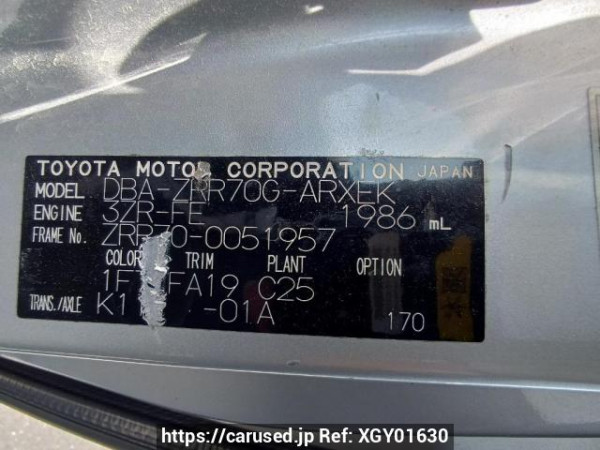 TOYOTA MOTOR CORPORATION JAPAN
MODEL DBA-ZRR70G-ARXEK
ENGINE 3ZR-FE 1986 mL
FRAME No. ZRR70-0051957
COLOR TRIM PLANT OPTION
1F7 FA19 C25
TRANS./AXLE K1 -01A
170
https://carused.jp Ref: XGY01630